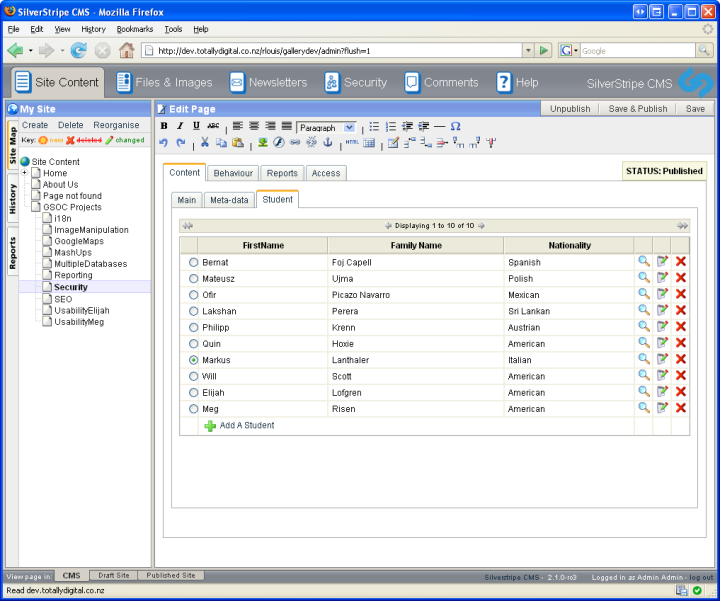 SilverStripe CMS - Mozilla Firefox
File Edit View History Bookmarks Tools Help
http://dev.totallydigital.co.nz/rlouis/gallerydev/admin?flush=1
G Google
Site Content Files & Images Newsletters Security Comments ? Help SilverStripe CMS
My Site
Create Delete Reorganise
Key: new deleted changed
Site Map
History
Reports
Site Content
Home
About Us
Page not found
GSOC Projects
i18n
ImageManipulation
GoogleMaps
MashUps
MultipleDatabases
Reporting
Security
SEO
UsabilityElijah
UsabilityMeg
Edit Page Unpublish Save & Publish Save
B I U ABC Paragraph Ω
HTML
Content Behaviour Reports Access STATUS: Published
Main Meta-data Student
Displaying 1 to 10 of 10
FirstName Family Name Nationality
Bernat Foj Capell Spanish
Mateusz Ujma Polish
Ofir Picazo Navarro Mexican
Lakshan Perera Sri Lankan
Philipp Krenn Austrian
Quin Hoxie American
Markus Lanthaler Italian
Will Scott American
Elijah Lofgren American
Meg Risen American
Add A Student
View page in: CMS Draft Site Published Site SilverStripe CMS - 2.1.0-rc3 Logged in as Admin Admin - log out
Read dev.totallydigital.co.nz